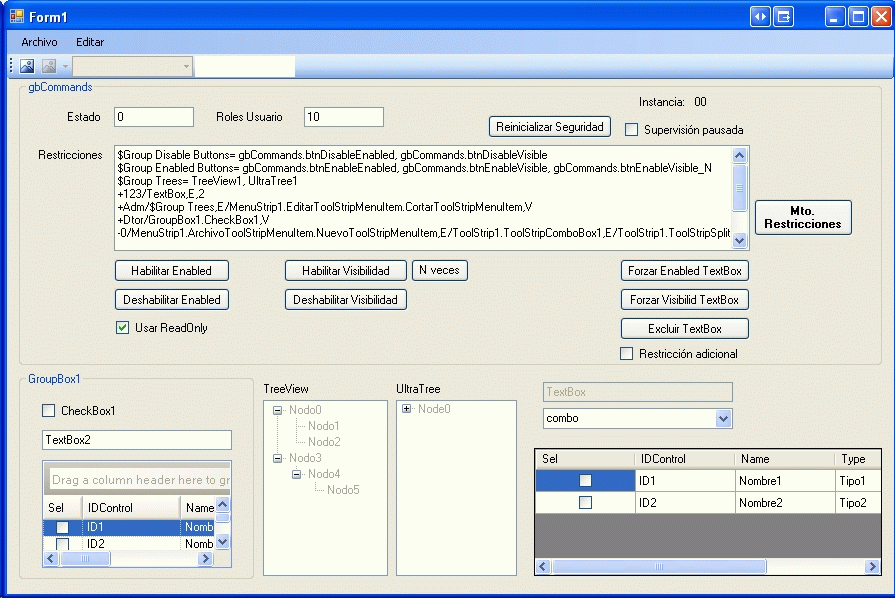 Form1
Archivo Editar
gbCommands
Instancia: 00
Estado 0 Roles Usuario 10
Reinicializar Seguridad Supervisión pausada
Restricciones
$Group Disable Buttons= gbCommands.btnDisableEnabled, gbCommands.btnDisableVisible
$Group Enabled Buttons= gbCommands.btnEnableEnabled, gbCommands.btnEnableVisible, gbCommands.btnEnableVisible_N
$Group Trees= TreeView1, UltraTree1
+123/TextBox,E,2
+Adm/$Group Trees,E/MenuStrip1.EditarToolStripMenuItem.CortarToolStripMenuItem,V
+Dtor/GroupBox1.CheckBox1,V
-0/MenuStrip1.ArchivoToolStripMenuItem.NuevoToolStripMenuItem,E/ToolStrip1.ToolStripComboBox1,E/ToolStrip1.ToolStripSplit
Mto.
Restricciones
Habilitar Enabled Habilitar Visibilidad N veces Forzar Enabled TextBox
Deshabilitar Enabled Deshabilitar Visibilidad Forzar Visibilid TextBox
Usar ReadOnly Excluir TextBox
Restricción adicional
GroupBox1
CheckBox1
TextBox2
Drag a column header here to gr
Sel IDControl Name
ID1 Nomb
ID2 Nomb
TreeView
Nodo0
Nodo1
Nodo2
Nodo3
Nodo4
Nodo5
UltraTree
Node0
TextBox
combo
Sel IDControl Name Type
ID1 Nombre1 Tipo1
ID2 Nombre2 Tipo2